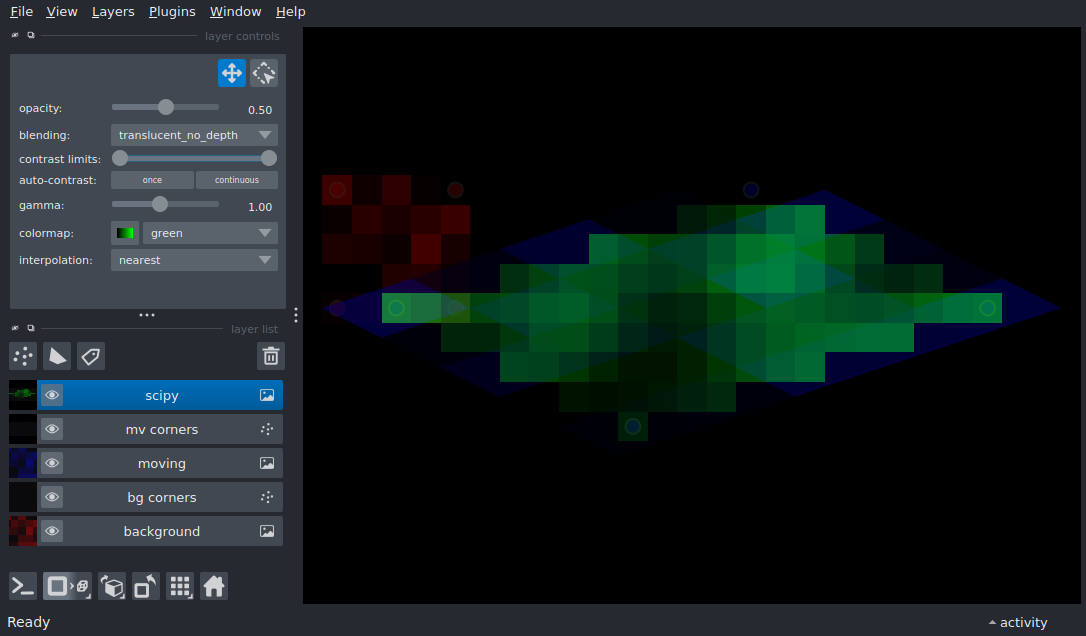 File View Layers Plugins Window Help
layer controls
opacity: 0.50
blending: translucent_no_depth
contrast limits:
auto-contrast: once continuous
gamma: 1.00
colormap: green
interpolation: nearest
layer list
scipy
mv corners
moving
bg corners
background
Ready activity